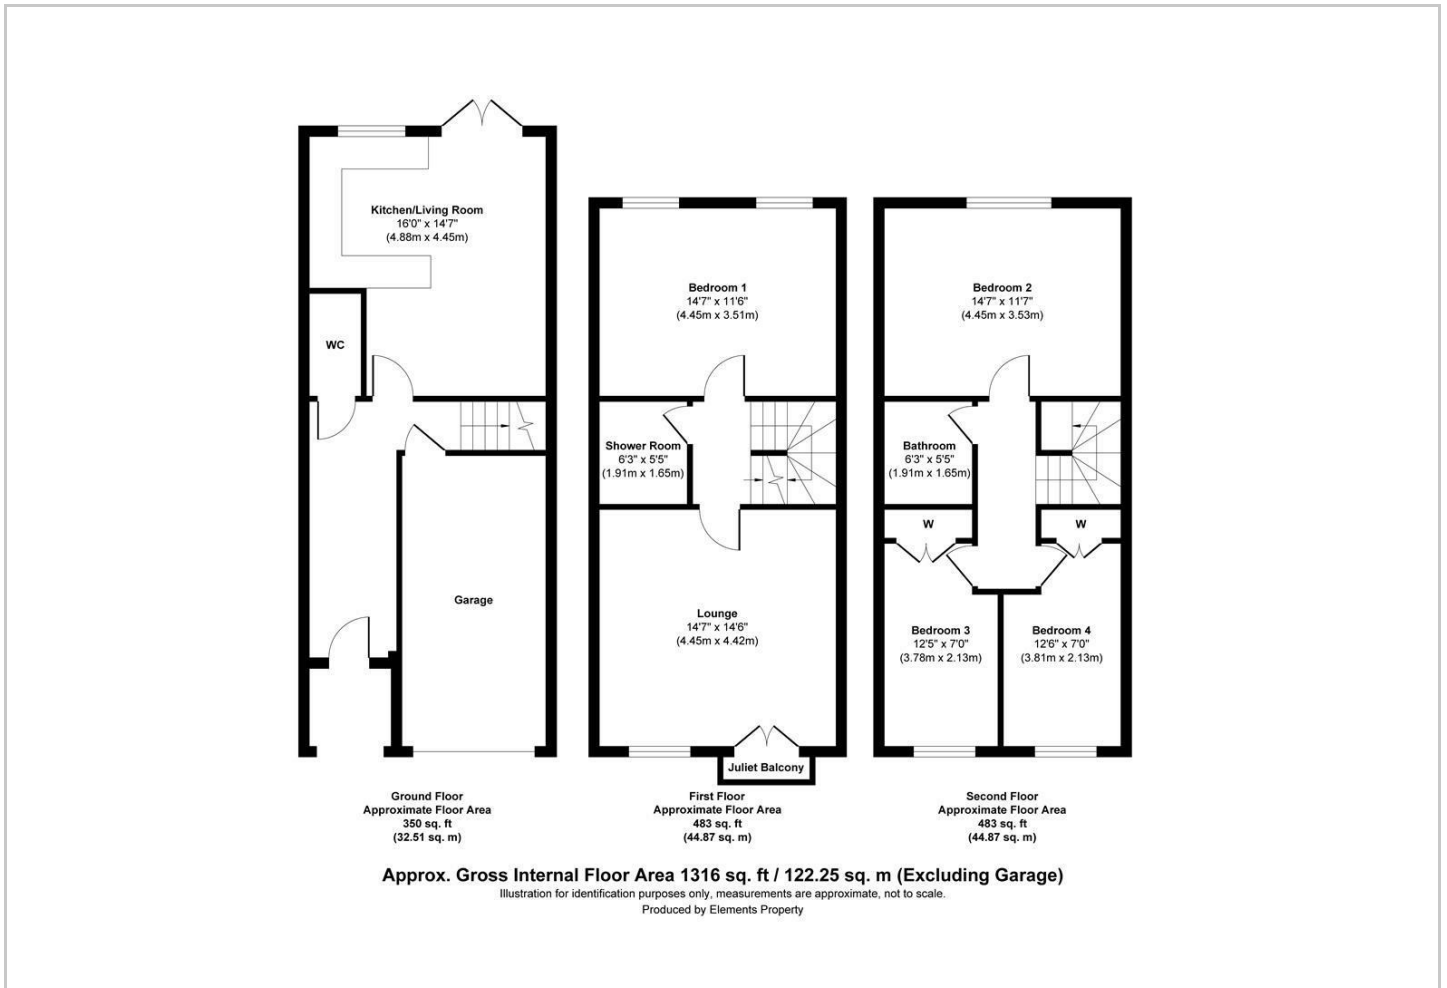 Kitchen/Living Room
16'0" x 14'7"
(4.88m x 4.45m)
WC
Garage
Ground Floor
Approximate Floor Area
350 sq. ft
(32.51 sq. m)
Bedroom 1
14'7" x 11'6"
(4.45m x 3.51m)
Shower Room
6'3" x 5'5"
(1.91m x 1.65m)
Lounge
14'7" x 14'6"
(4.45m x 4.42m)
Juliet Balcony
First Floor
Approximate Floor Area
483 sq. ft
(44.87 sq. m)
Bedroom 2
14'7" x 11'7"
(4.45m x 3.53m)
Bathroom
6'3" x 5'5"
(1.91m x 1.65m)
W
W
Bedroom 3
12'5" x 7'0"
(3.78m x 2.13m)
Bedroom 4
12'6" x 7'0"
(3.81m x 2.13m)
Second Floor
Approximate Floor Area
483 sq. ft
(44.87 sq. m)
Approx. Gross Internal Floor Area 1316 sq. ft / 122.25 sq. m (Excluding Garage)
Illustration for identification purposes only, measurements are approximate, not to scale.
Produced by Elements Property